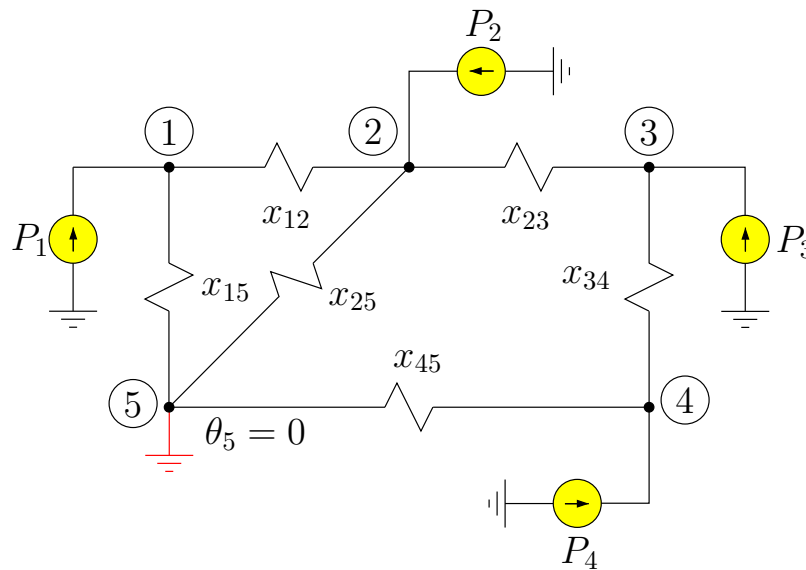 P₂
1
2
3
x₁₂
x₂₃
P₁
P₃
x₁₅
x₂₅
x₃₄
x₄₅
5
4
θ₅ = 0
P₄